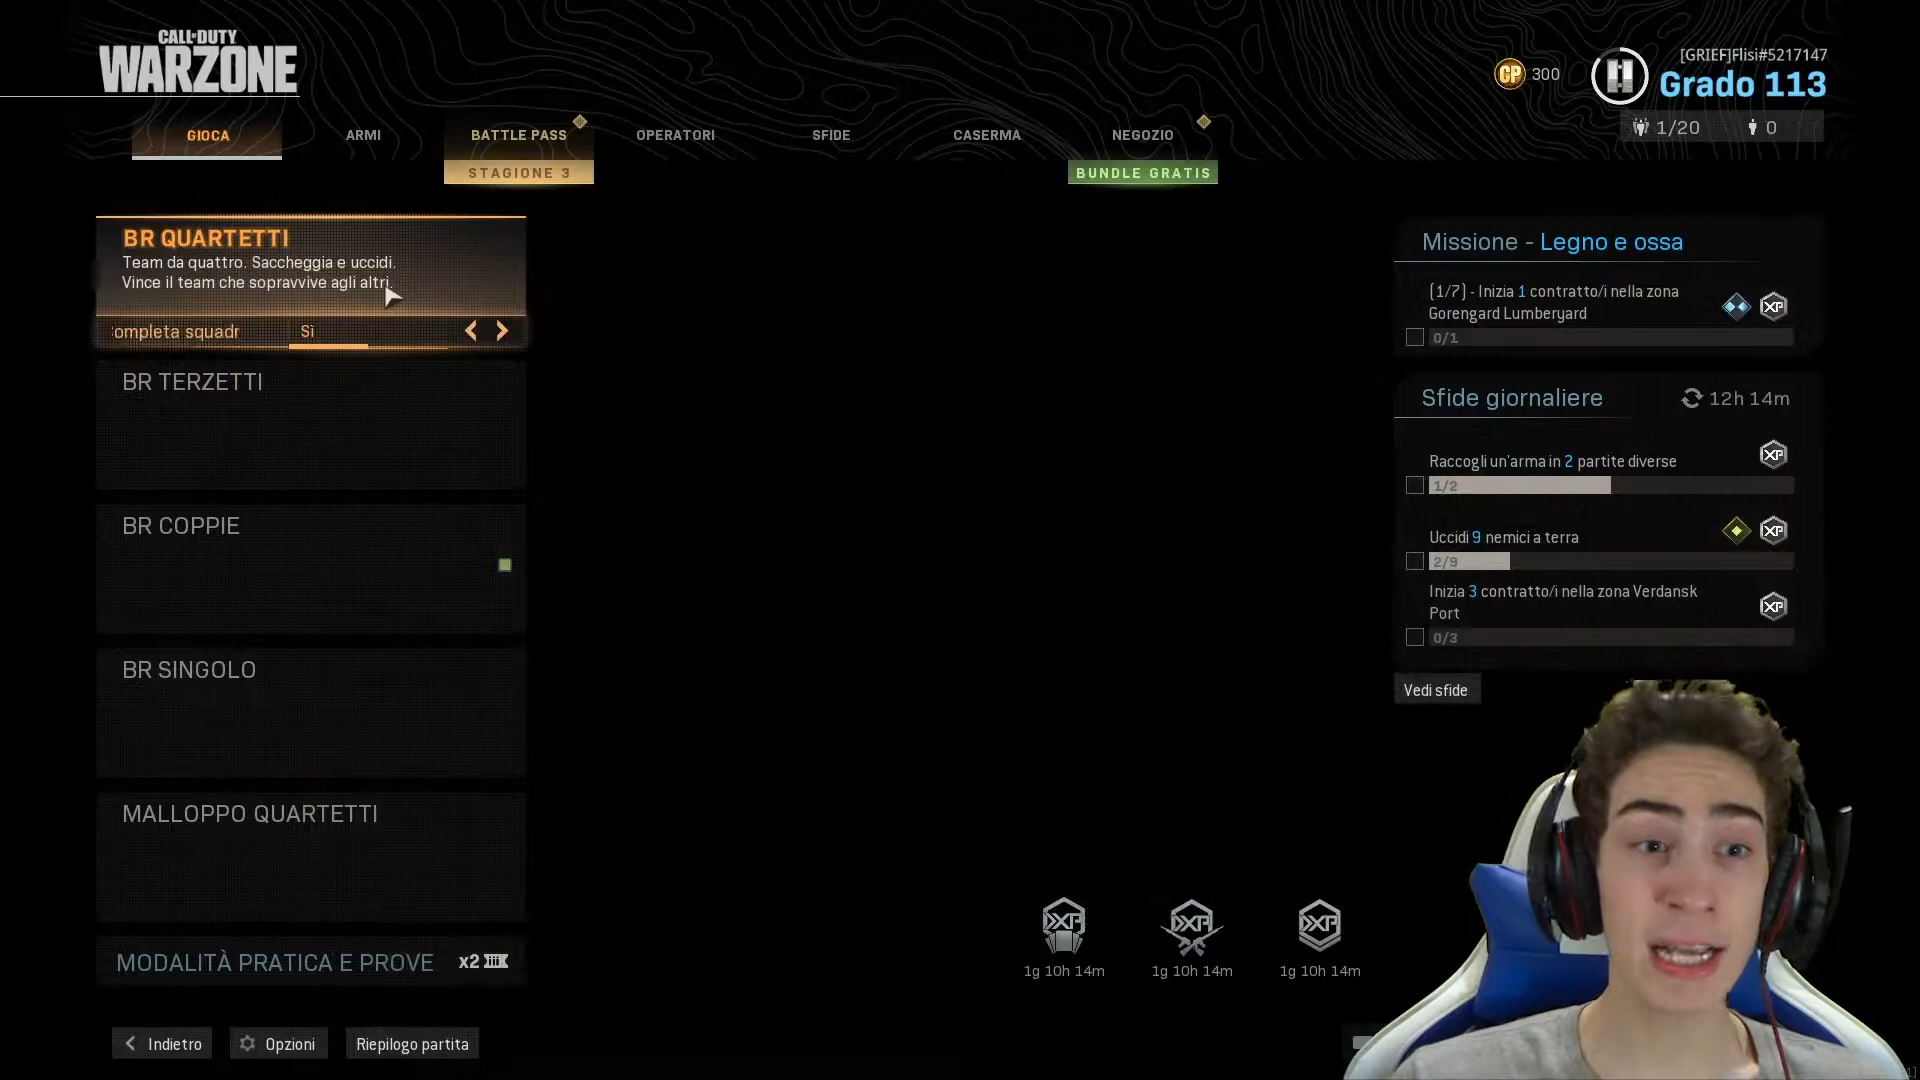 CALL OF DUTY
WARZONE
300
[GRIEF]Flisi#5217147
Grado 113
1/20
0
GIOCA
ARMI
BATTLE PASS
OPERATORI
SFIDE
CASERMA
NEGOZIO
STAGIONE 3
BUNDLE GRATIS
BR QUARTETTI
Team da quattro. Saccheggia e uccidi.
Vince il team che sopravvive agli altri.
ompleta squadr
Sì
BR TERZETTI
BR COPPIE
BR SINGOLO
MALLOPPO QUARTETTI
MODALITÀ PRATICA E PROVE
x2
Missione - Legno e ossa
(1/7) - Inizia 1 contratto/i nella zona
Gorengard Lumberyard
XP
0/1
Sfide giornaliere
12h 14m
Raccogli un'arma in 2 partite diverse
XP
1/2
Uccidi 9 nemici a terra
XP
2/9
Inizia 3 contratto/i nella zona Verdansk
Port
XP
0/3
Vedi sfide
1g 10h 14m
1g 10h 14m
1g 10h 14m
Indietro
Opzioni
Riepilogo partita